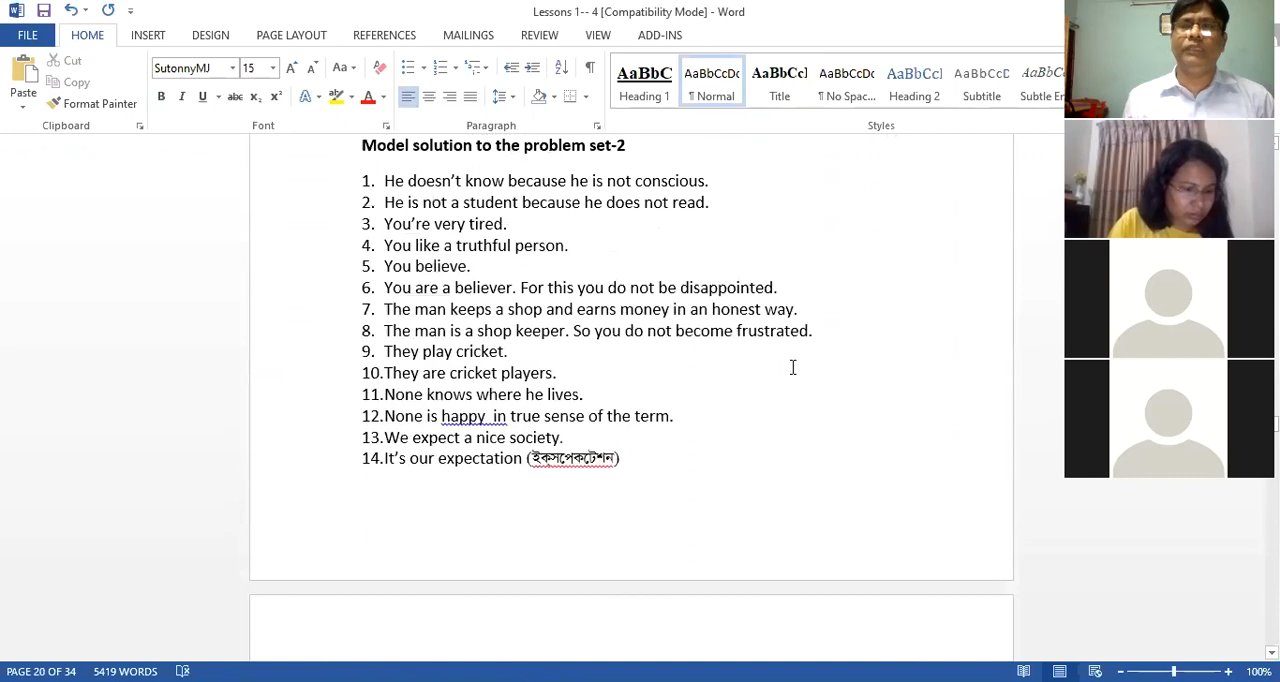 Lessons 1-- 4 [Compatibility Mode] - Word
FILE HOME INSERT DESIGN PAGE LAYOUT REFERENCES MAILINGS REVIEW VIEW ADD-INS
Cut
Copy
Format Painter
Paste
Clipboard
SutonnyMJ 15
Font
Paragraph
AaBbC AaBbCcDc AaBbCc] AaBbCcDc AaBbCcI AaBbCcD AaBbCcD
Heading 1 ¶ Normal Title ¶ No Spac... Heading 2 Subtitle Subtle Em
Styles
Model solution to the problem set-2
1. He doesn’t know because he is not conscious.
2. He is not a student because he does not read.
3. You’re very tired.
4. You like a truthful person.
5. You believe.
6. You are a believer. For this you do not be disappointed.
7. The man keeps a shop and earns money in an honest way.
8. The man is a shop keeper. So you do not become frustrated.
9. They play cricket.
10.They are cricket players.
11.None knows where he lives.
12.None is happy  in true sense of the term.
13.We expect a nice society.
14.It’s our expectation (ইক্সপেকটেশন)
PAGE 20 OF 34 5419 WORDS
100%